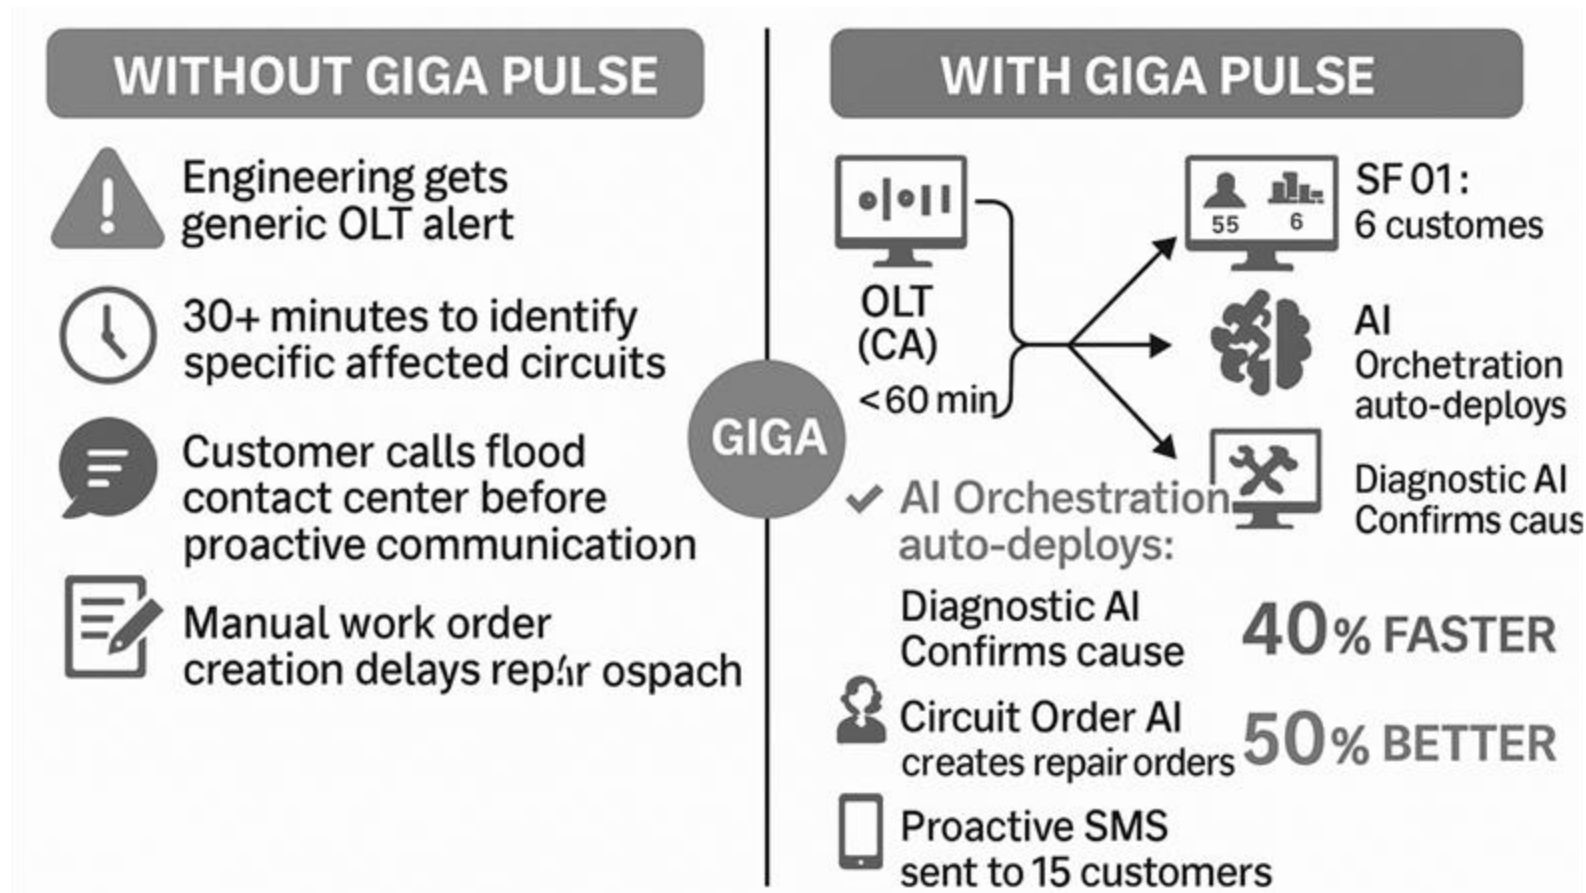 WITHOUT GIGA PULSE
Engineering gets
generic OLT alert
30+ minutes to identify
specific affected circuits
Customer calls flood
contact center before
proactive communication
Manual work order
creation delays ospach
GIGA
WITH GIGA PULSE
OLT
(CA)
<60 min
55
6
SF 01:
6 customes
AI
Orchetration
auto-deploys
Diagnostic AI
Confirms caus
✓ AI Orchestration
auto-deploys:
Diagnostic AI
Confirms cause
Circuit Order AI
creates repair orders
Proactive SMS
sent to 15 customers
40% FASTER
50% BETTER